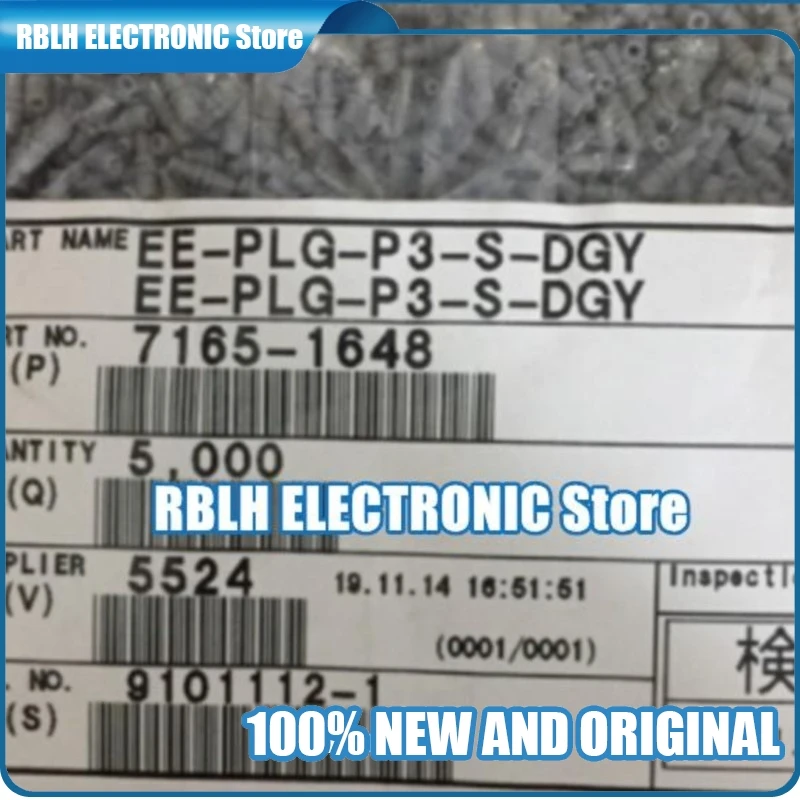 RBLH ELECTRONIC Store
ART NAME EE-PLG-P3-S-DGY
EE-PLG-P3-S-DGY
RT NO. 7165-1648
(P)
NTITY 5,000
(Q)
RBLH ELECTRONIC Store
PLIER 5524 19.11.14 16:51:51 Inspecti
(V)
(0001/0001)
検
. NO. 9101112-1
(S)
100% NEW AND ORIGINAL